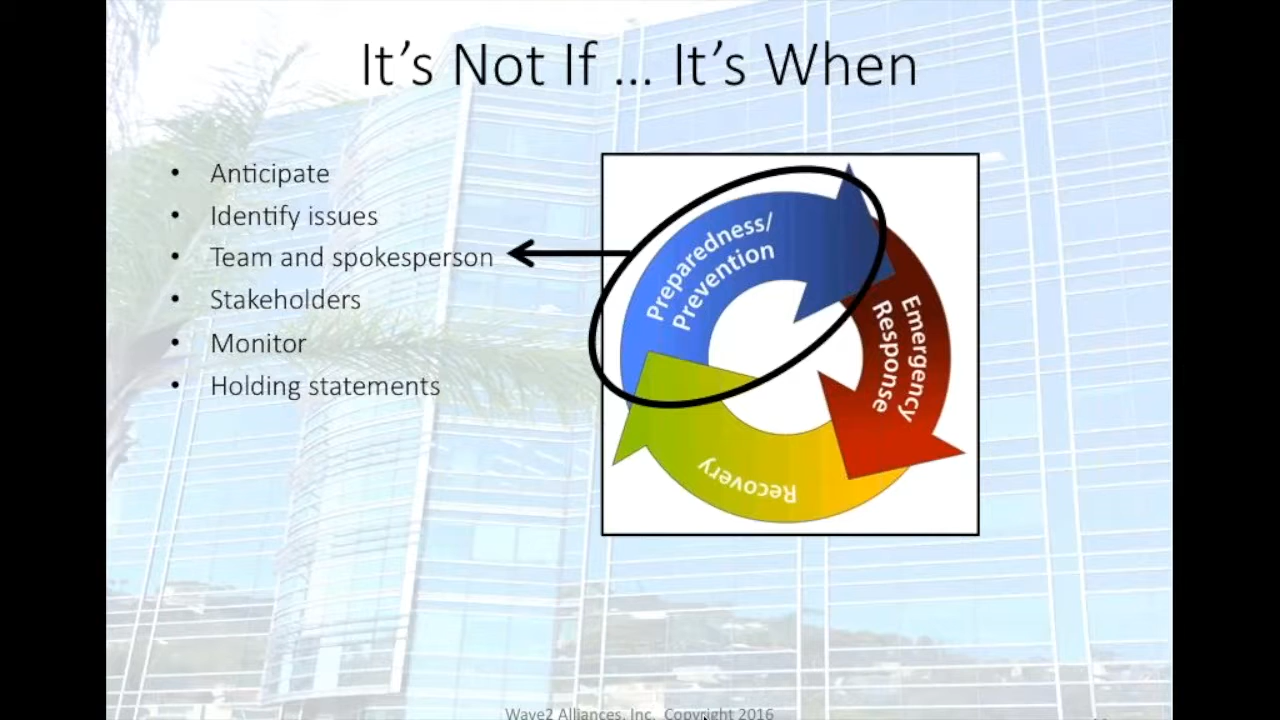 It's Not If ... It's When
• Anticipate
• Identify issues
• Team and spokesperson
• Stakeholders
• Monitor
• Holding statements
Preparedness/
Prevention
Emergency
Response
Recovery
Wave2 Alliances, Inc. Copyright 2016